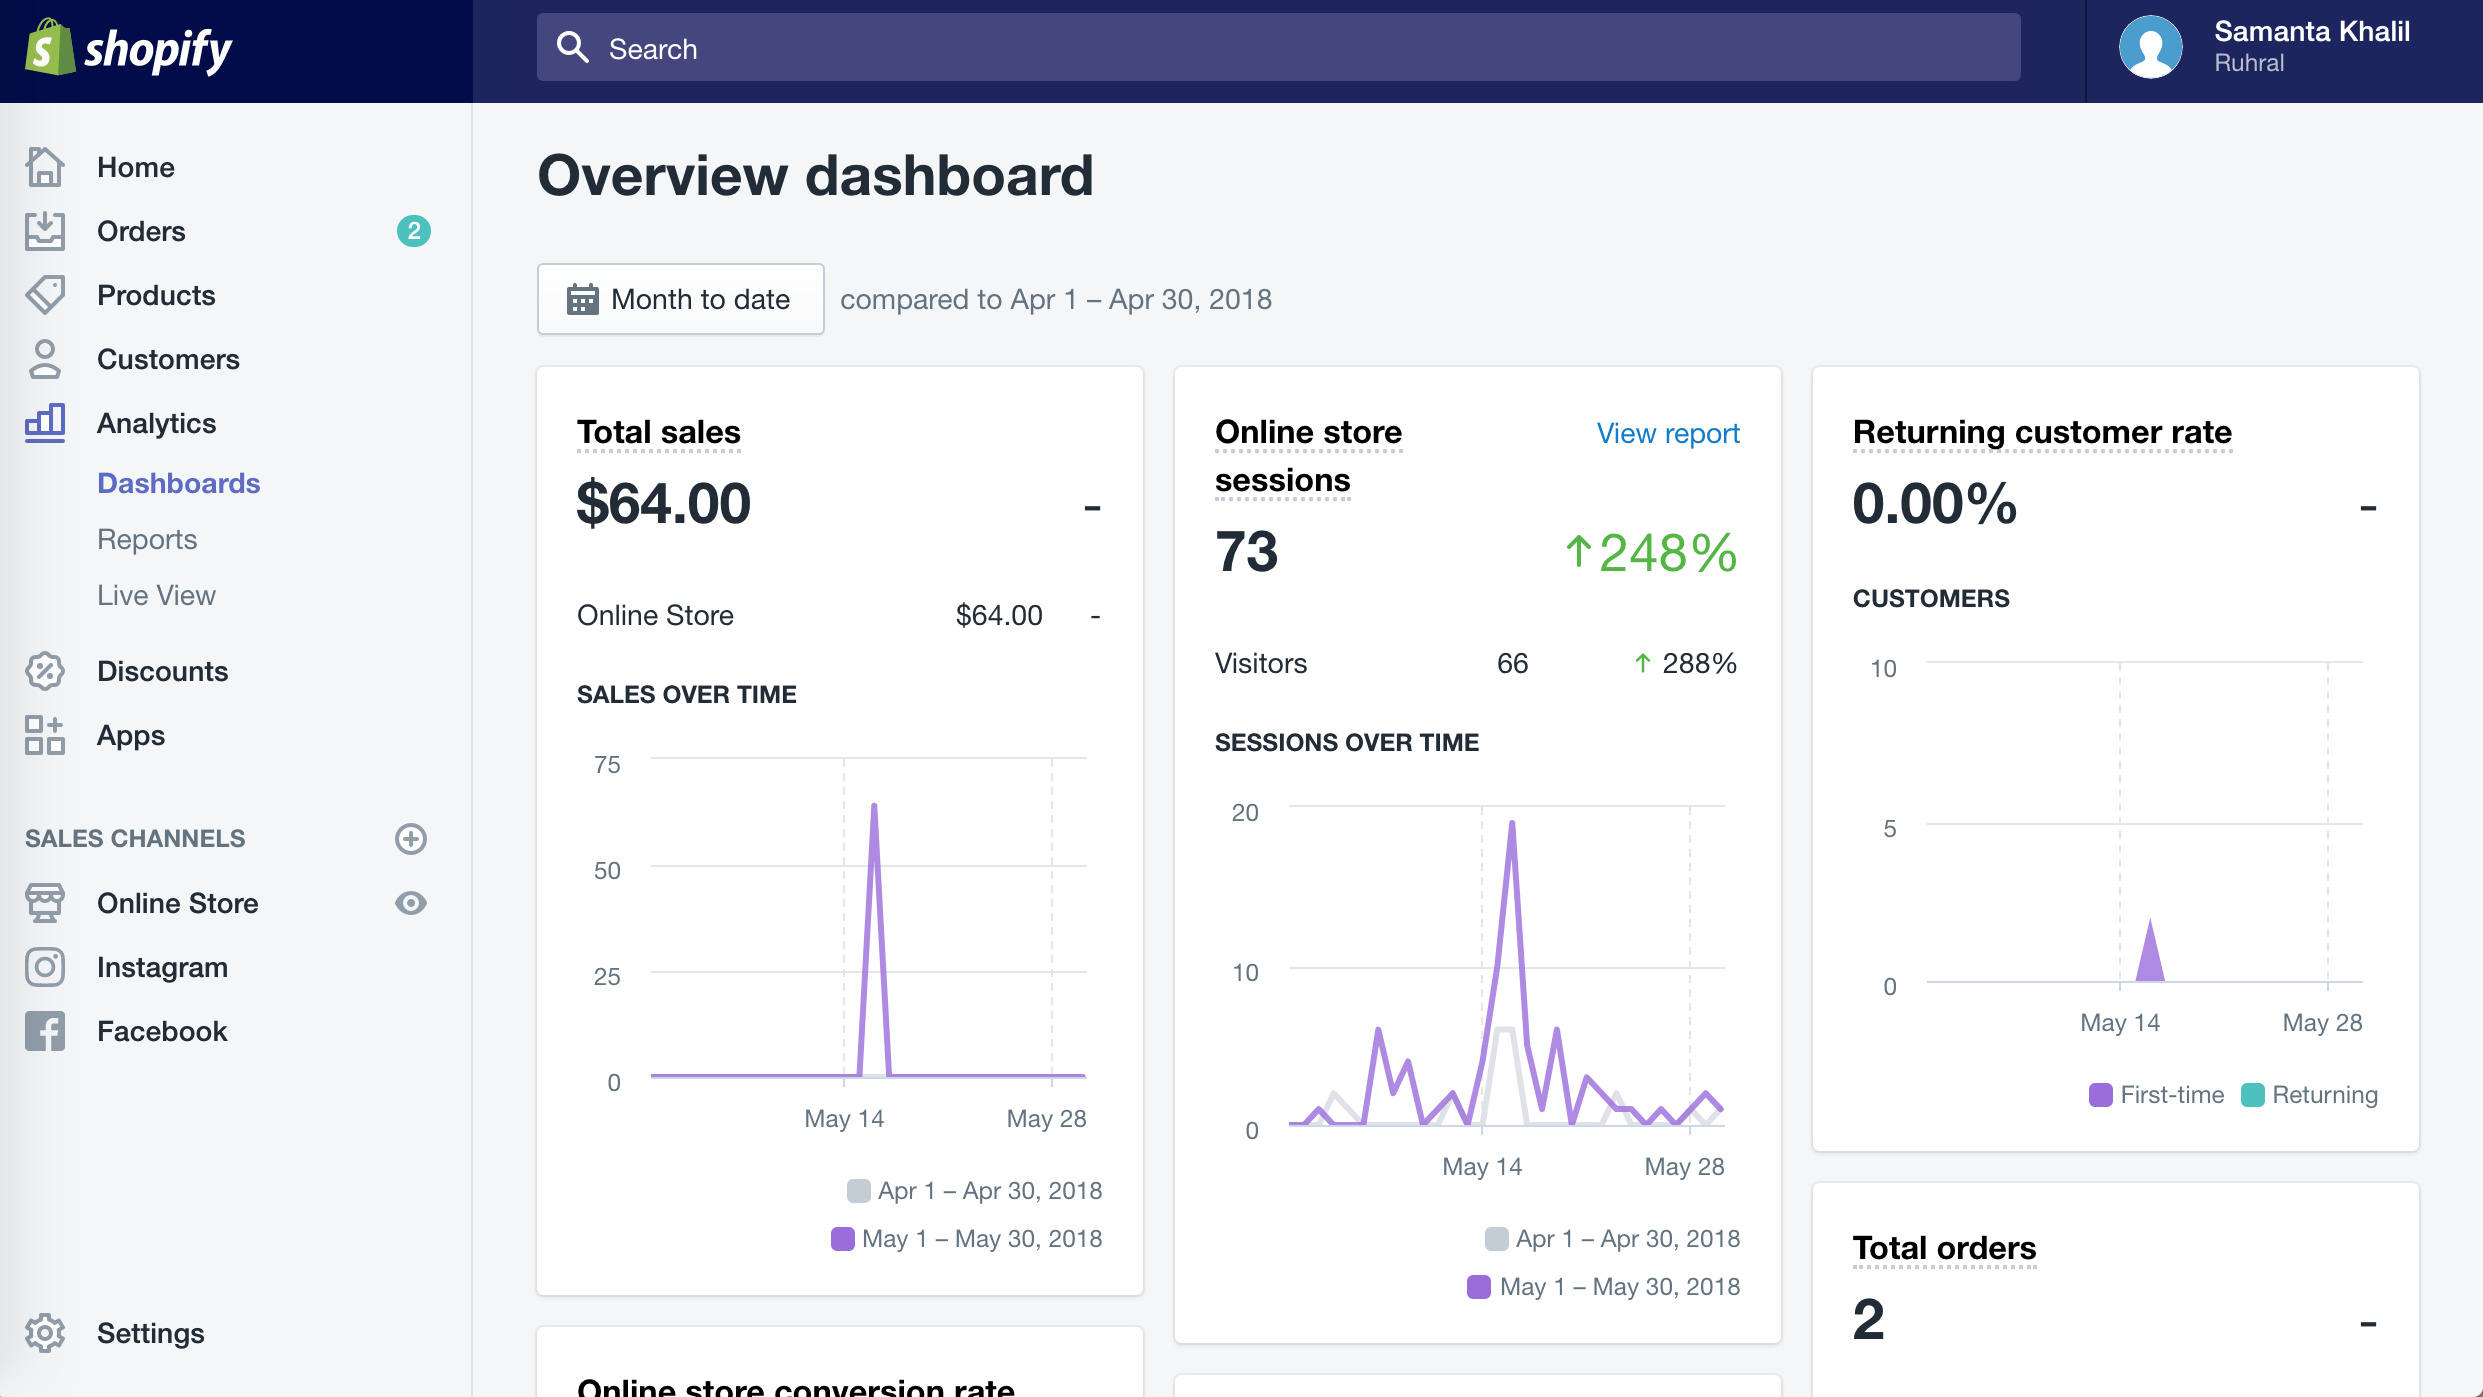 shopify
Search
Samanta Khalil
Ruhral
Home
Orders 2
Products
Customers
Analytics
Dashboards
Reports
Live View
Discounts
Apps
SALES CHANNELS
Online Store
Instagram
Facebook
Settings
Overview dashboard
Month to date compared to Apr 1 – Apr 30, 2018
Total sales
$64.00 -
Online Store $64.00 -
SALES OVER TIME
75
50
25
0
May 14 May 28
Apr 1 – Apr 30, 2018
May 1 – May 30, 2018
Online store conversion rate
Online store View report
sessions
73 ↑248%
Visitors 66 ↑ 288%
SESSIONS OVER TIME
20
10
0
May 14 May 28
Apr 1 – Apr 30, 2018
May 1 – May 30, 2018
Returning customer rate
0.00% -
CUSTOMERS
10
5
0
May 14 May 28
First-time Returning
Total orders
2 -